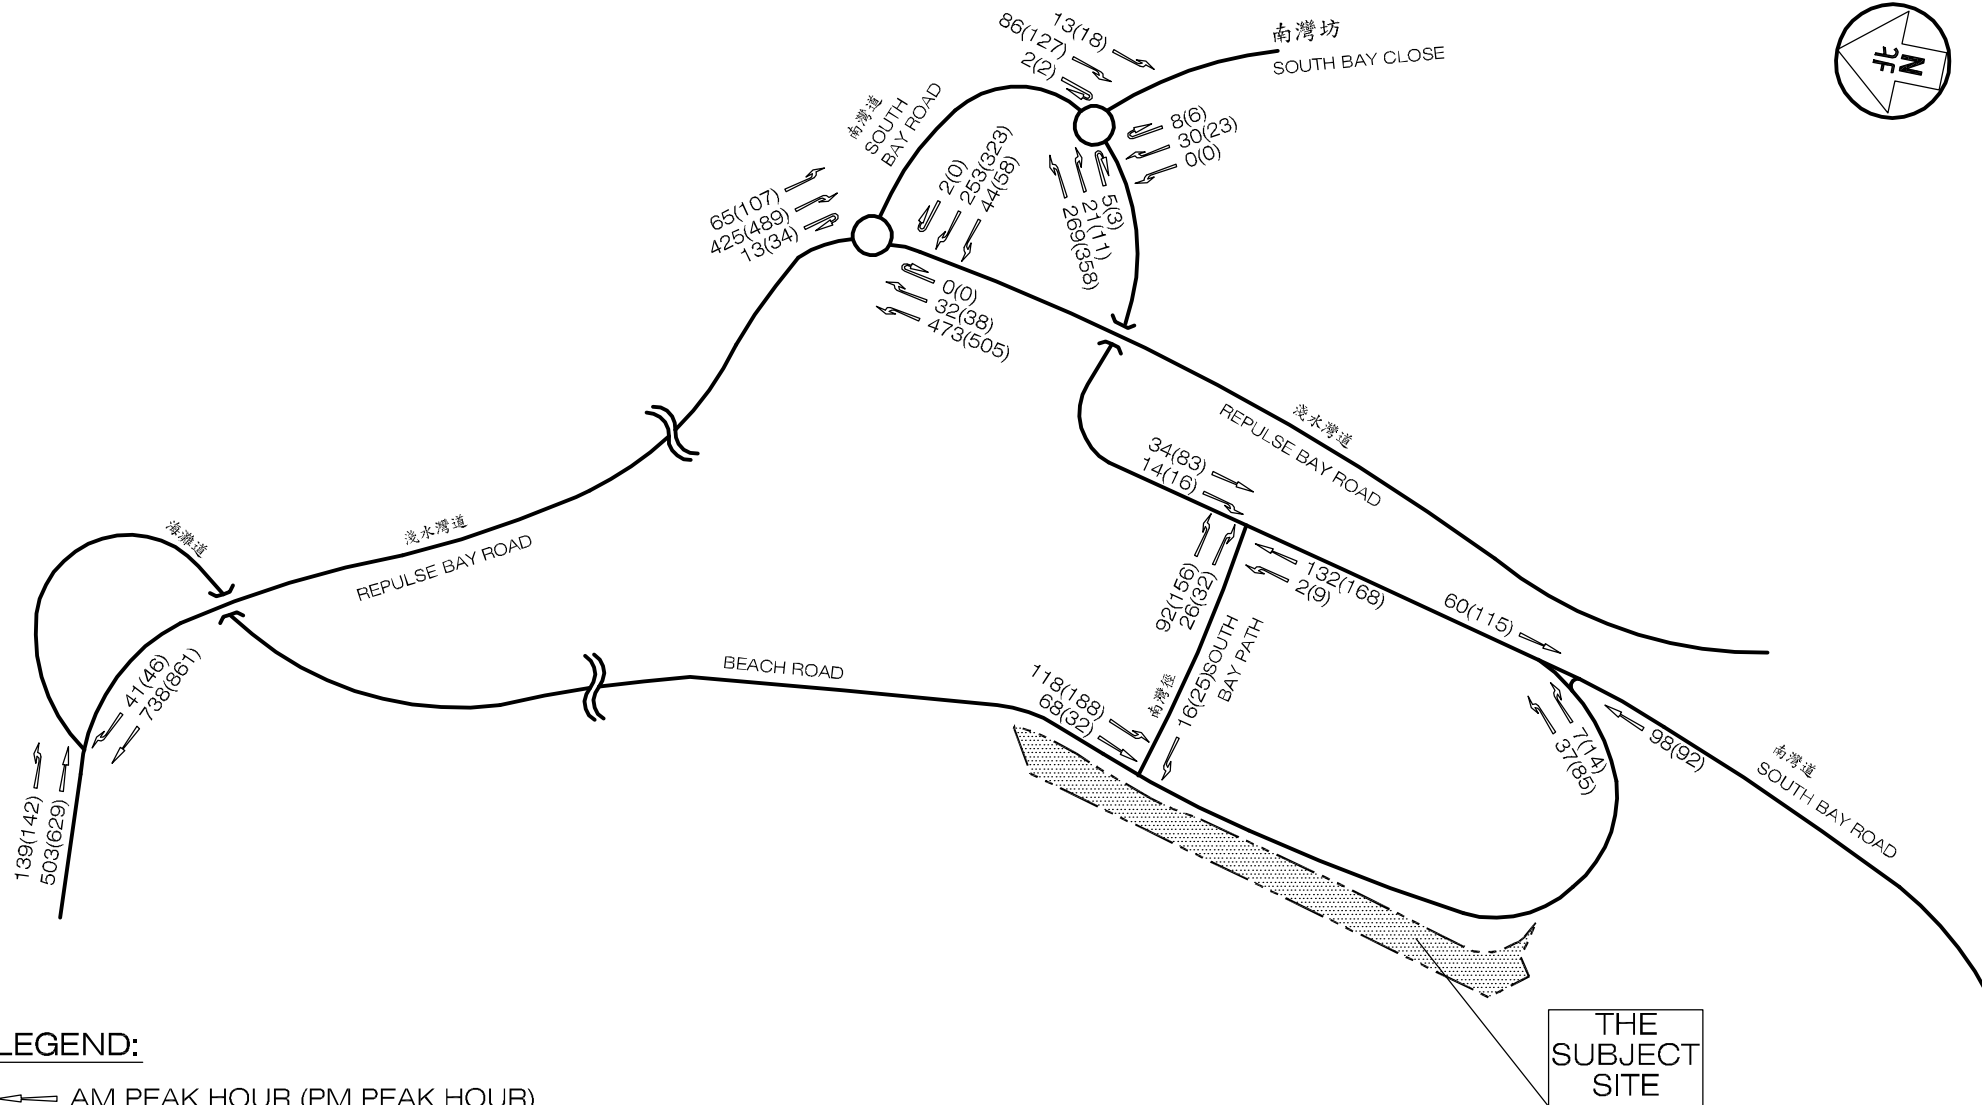 13(18)
86(127)
2(2)
南灣坊
SOUTH BAY CLOSE
北
N
南灣道
SOUTH
BAY ROAD
8(6)
30(23)
0(0)
2(0)
253(323)
44(58)
5(3)
21(11)
269(358)
65(107)
425(489)
13(34)
0(0)
32(38)
473(505)
淺水灣道
REPULSE BAY ROAD
34(83)
14(16)
海灘道
淺水灣道
REPULSE BAY ROAD
92(156)
26(32)
132(168)
2(9)
60(115)
41(46)
738(861)
BEACH ROAD
118(188)
68(32)
南灣徑
16(25)
SOUTH
BAY PATH
7(14)
37(85)
98(92)
南灣道
SOUTH BAY ROAD
139(142)
503(629)
THE
SUBJECT
SITE
LEGEND:
AM PEAK HOUR (PM PEAK HOUR)